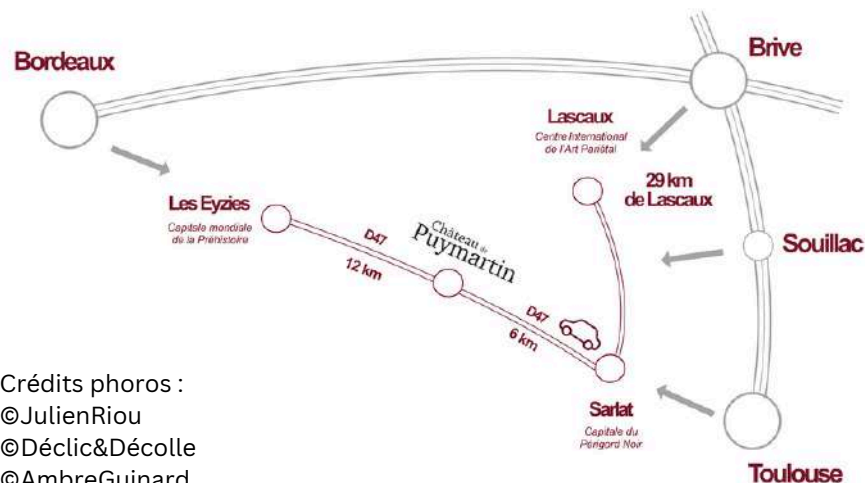 Bordeaux
Brive
Lascaux
Centre International
de l'Art Pariétal
29 km
de Lascaux
Les Eyzies
Capitale mondiale
de la Préhistoire
D47
12 km
Château de
Puymartin
Souillac
D47
6 km
Sarlat
Capitale du
Périgord Noir
Toulouse
Crédits phoros :
©JulienRiou
©Déclic&Décolle
©AmbreGuinard